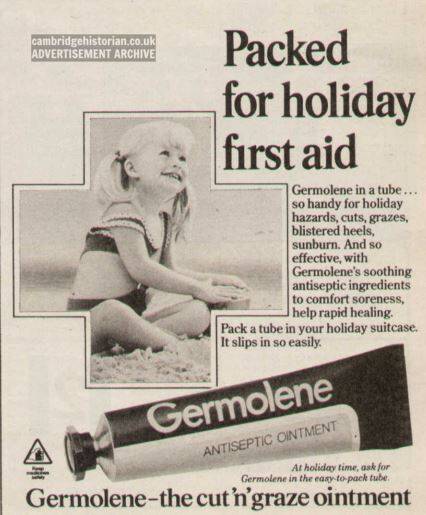 cambridgehistorian.co.uk
ADVERTISEMENT ARCHIVE
Packed
for holiday
first aid
Germolene in a tube...
so handy for holiday
hazards, cuts, grazes,
blistered heels,
sunburn. And so
effective, with
Germolene's soothing
antiseptic ingredients
to comfort soreness,
help rapid healing.
Pack a tube in your holiday suitcase.
It slips in so easily.
Germolene
ANTISEPTIC OINTMENT
Keep
medicines
safely
At holiday time, ask for
Germolene in the easy-to-pack tube.
Germolene-the cut'n'graze ointment